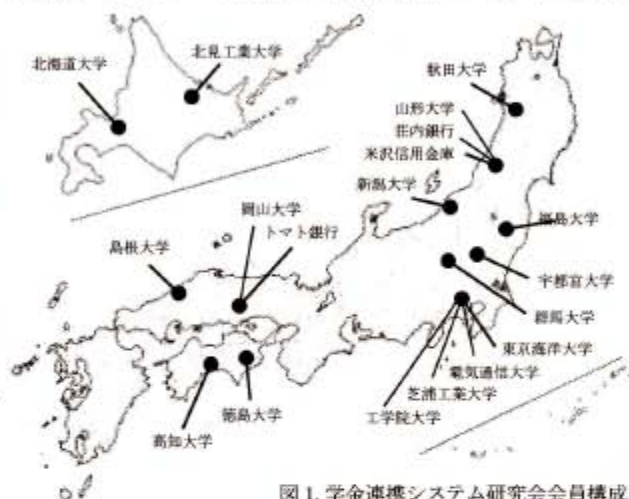 北海道大学
北見工業大学
秋田大学
山形大学
荘内銀行
米沢信用金庫
新潟大学
福島大学
岡山大学
トマト銀行
島根大学
宇都宮大学
群馬大学
東京海洋大学
電気通信大学
芝浦工業大学
工学院大学
徳島大学
高知大学
図1. 学金連携システム研究会会員構成